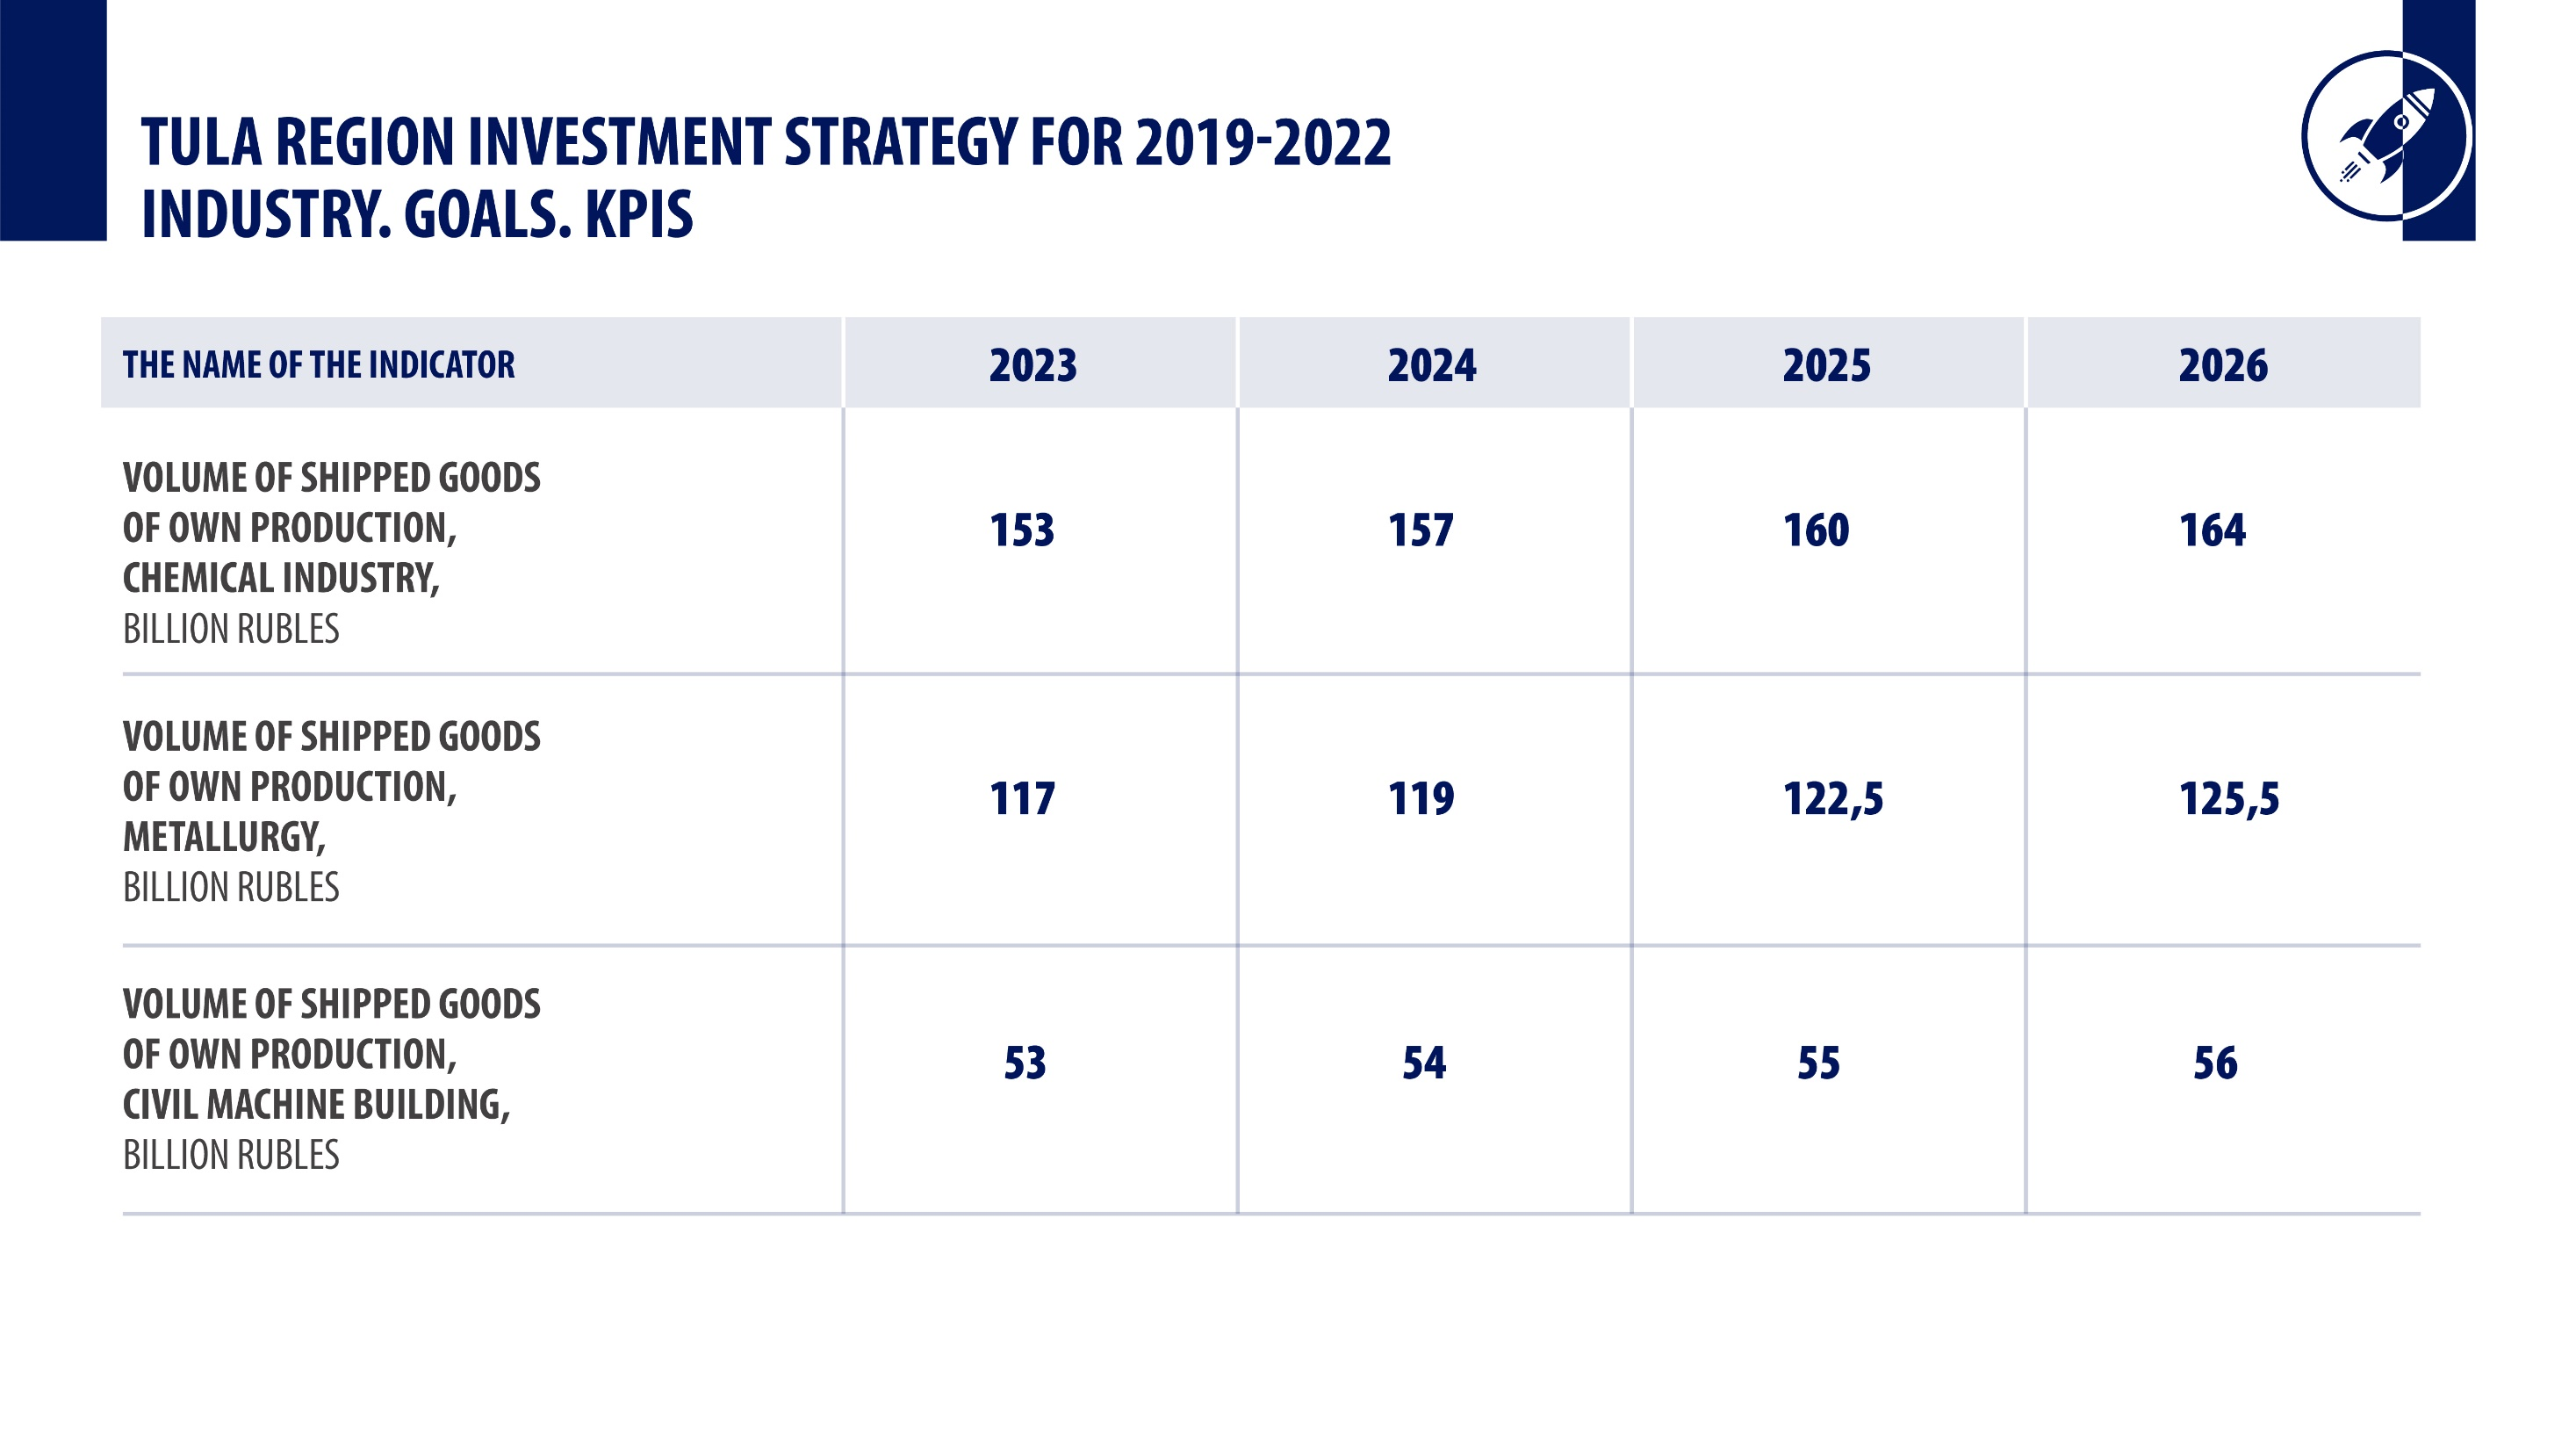 TULA REGION INVESTMENT STRATEGY FOR 2019-2022
INDUSTRY. GOALS. KPIS
THE NAME OF THE INDICATOR 2023 2024 2025 2026
VOLUME OF SHIPPED GOODS
OF OWN PRODUCTION,
CHEMICAL INDUSTRY,
BILLION RUBLES
153 157 160 164
VOLUME OF SHIPPED GOODS
OF OWN PRODUCTION,
METALLURGY,
BILLION RUBLES
117 119 122,5 125,5
VOLUME OF SHIPPED GOODS
OF OWN PRODUCTION,
CIVIL MACHINE BUILDING,
BILLION RUBLES
53 54 55 56